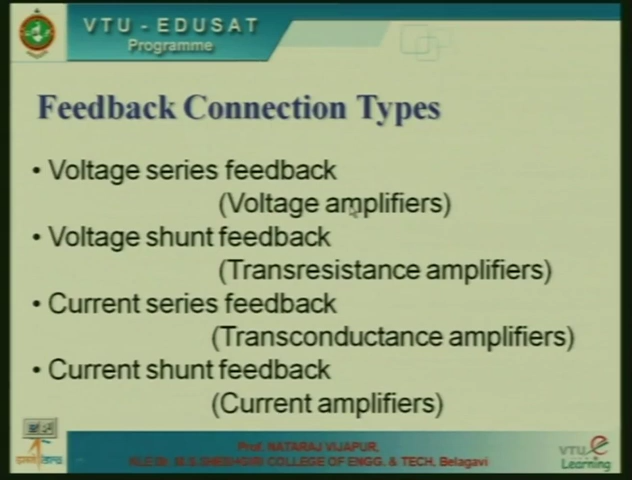 VTU - EDUSAT
Programme
Feedback Connection Types
• Voltage series feedback
(Voltage amplifiers)
• Voltage shunt feedback
(Transresistance amplifiers)
• Current series feedback
(Transconductance amplifiers)
• Current shunt feedback
(Current amplifiers)
Prof. NATARAJ VIJAPUR,
COLLEGE OF ENGG. & TECH, Belagavi
VTU e
Learning